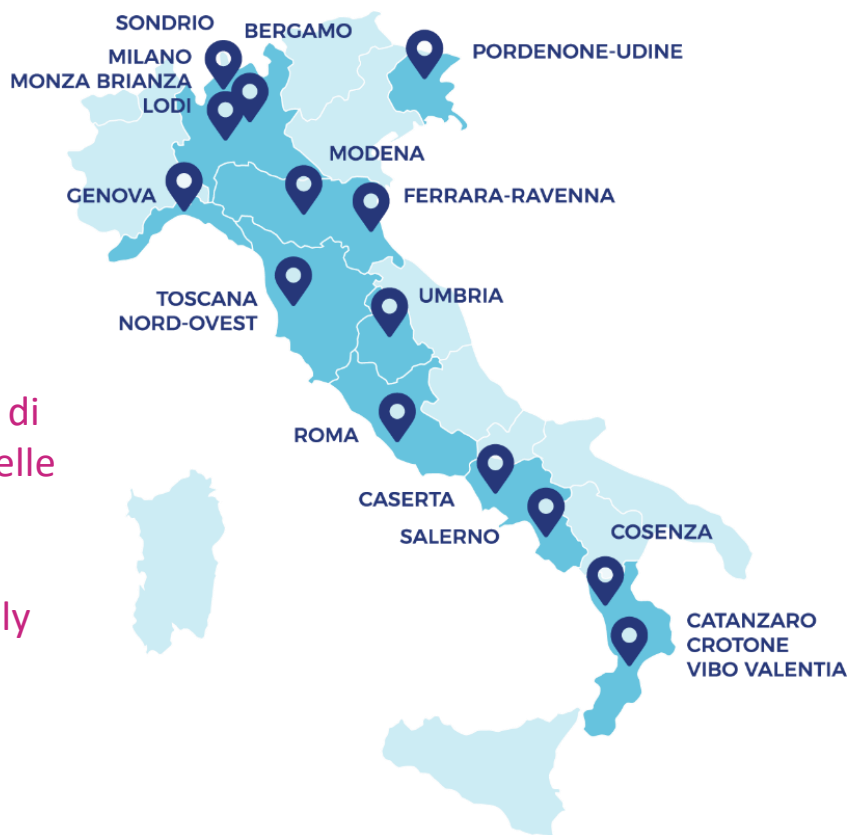 SONDRIO
BERGAMO
MILANO
MONZA BRIANZA
LODI
PORDENONE-UDINE
MODENA
GENOVA
FERRARA-RAVENNA
TOSCANA
NORD-OVEST
UMBRIA
di
elle
ROMA
CASERTA
SALERNO
COSENZA
ly
CATANZARO
CROTONE
VIBO VALENTIA